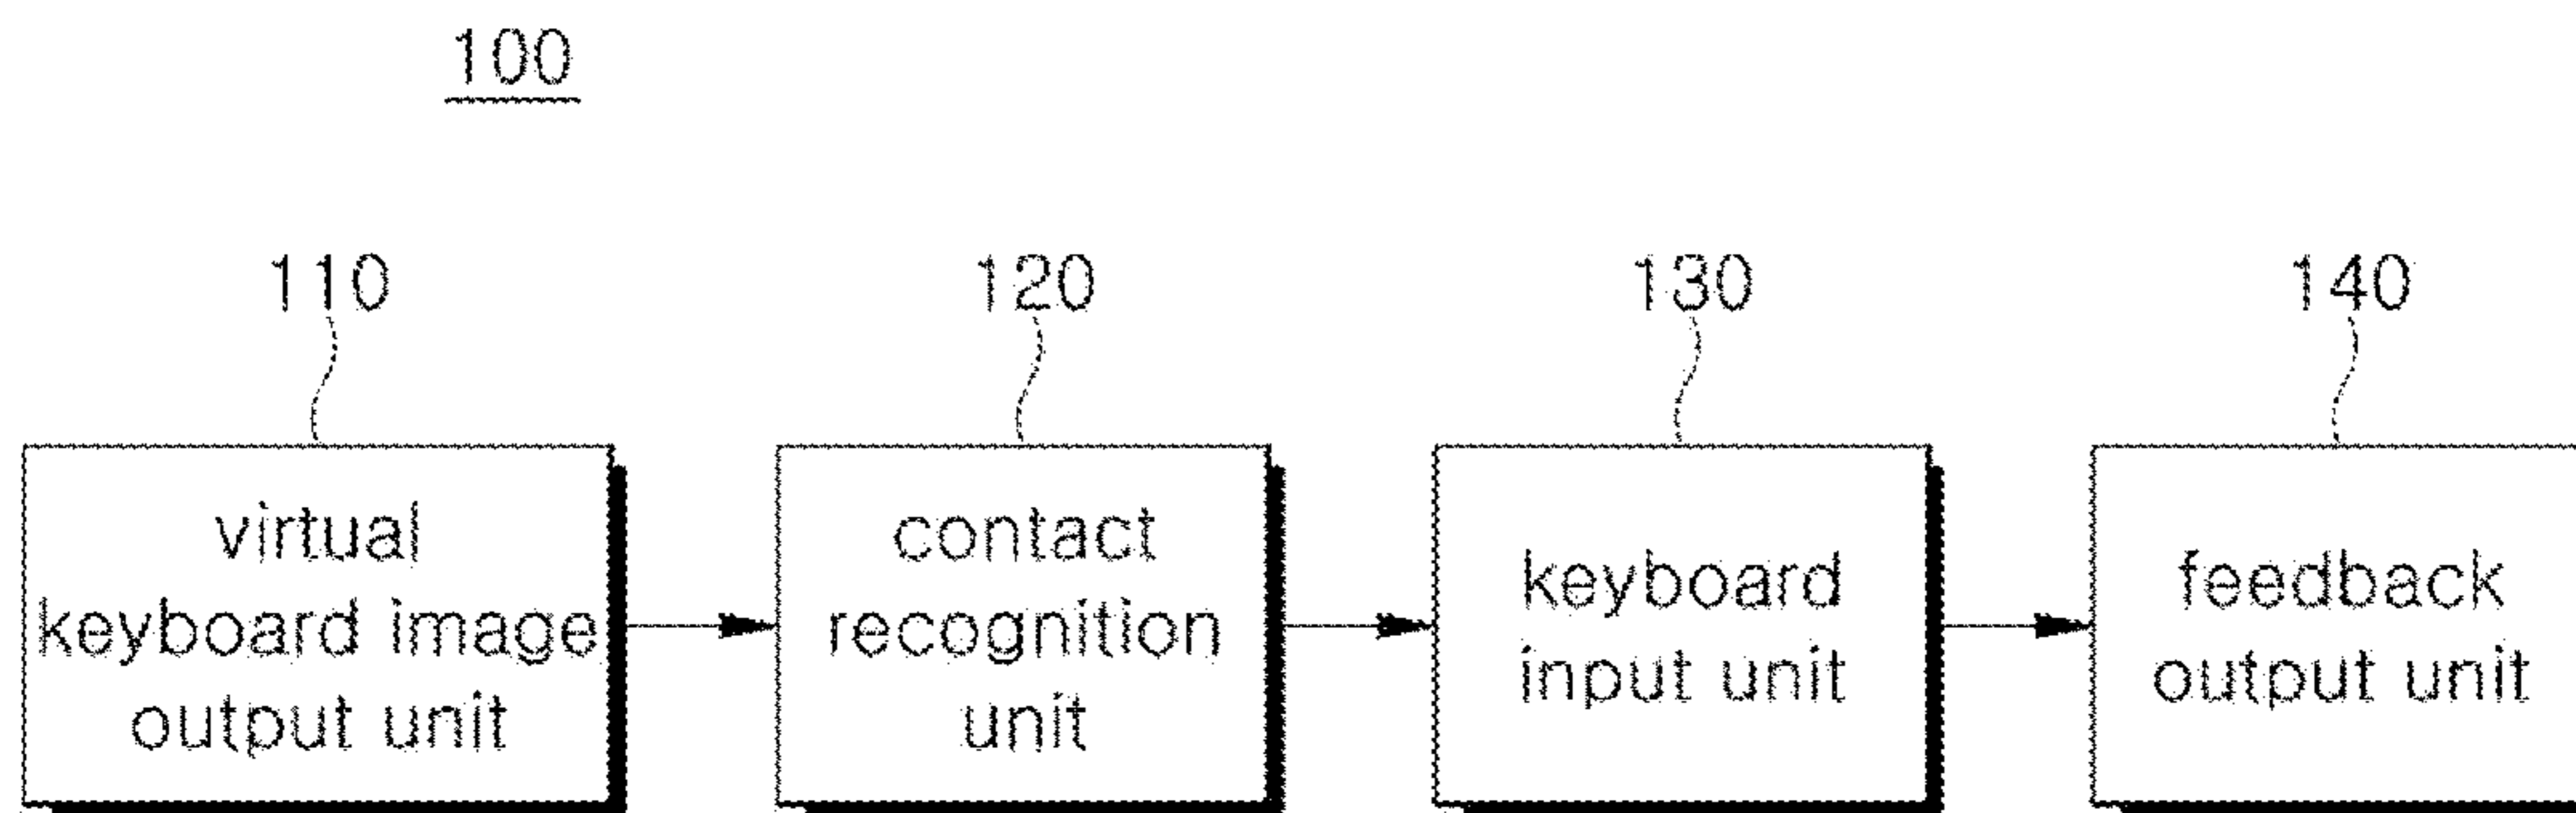 100
110
120
130
140
virtual
keyboard image
output unit
contact
recognition
unit
keyboard
input unit
feedback
output unit